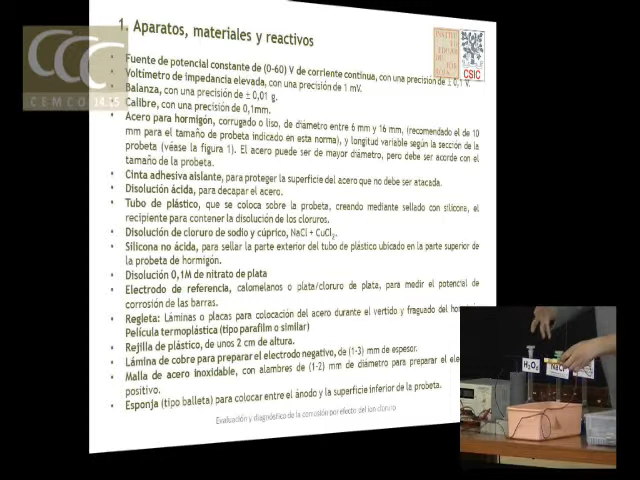 1. Aparatos, materiales y reactivos
CCC
CEMCO 14.15
CSIC
• Fuente de potencial constante de (0-60) V de corriente continua, con una precisión de ± 0,1 V.
• Voltímetro de impedancia elevada, con una precisión de 1 mV.
• Balanza, con una precisión de ± 0,01 g.
• Calibre, con una precisión de 0,1mm.
• Acero para hormigón, corrugado o liso, de diámetro entre 6 mm y 16 mm, (recomendado el de 10
mm para el tamaño de probeta indicado en esta norma), y longitud variable según la sección de la
probeta (véase la figura 1). El acero puede ser de mayor diámetro, pero debe ser acorde con el
tamaño de la probeta.
• Cinta adhesiva aislante, para proteger la superficie del acero que no debe ser atacada.
• Disolución ácida, para decapar el acero.
• Tubo de plástico, que se coloca sobre la probeta, creando mediante sellado con silicona, el
recipiente para contener la disolución de los cloruros.
• Disolución de cloruro de sodio y cúprico, NaCl + CuCl₂.
• Silicona no ácida, para sellar la parte exterior del tubo de plástico ubicado en la parte superior de
la probeta de hormigón.
• Disolución 0,1M de nitrato de plata
• Electrodo de referencia, calomelanos o plata/cloruro de plata, para medir el potencial de
corrosión de las barras.
• Regleta: Láminas o placas para colocación del acero durante el vertido y fraguado del
• Película termoplástica (tipo parafilm o similar)
• Rejilla de plástico, de unos 2 cm de altura.
• Lámina de cobre para preparar el electrodo negativo, de (1-3) mm de espesor.
• Malla de acero inoxidable, con alambres de (1-2) mm de diámetro para preparar el
positivo.
• Esponja (tipo balleta) para colocar entre el ánodo y la superficie inferior de la probeta.
Evaluación y diagnóstico de la corrosión por efecto del ion cloruro
H₂O
NaCl